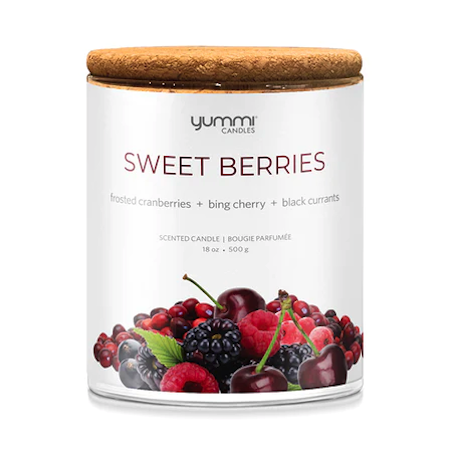 yummi®
CANDLES
SWEET BERRIES
frosted cranberries + bing cherry + black currants
SCENTED CANDLE | BOUGIE PARFUMÉE
18 oz • 500 g